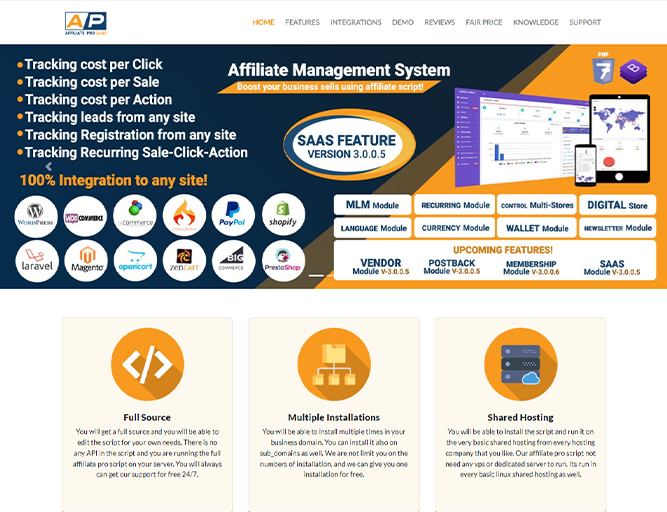 AP
AFFILIATE PRO SAAS
HOME FEATURES INTEGRATIONS DEMO REVIEWS FAIR PRICE KNOWLEDGE SUPPORT
Tracking cost per Click
Tracking cost per Sale
Tracking cost per Action
Tracking leads from any site
Tracking Registration from any site
Tracking Recurring Sale-Click-Action
100% Integration to any site!
WORDPRESS
WOO COMMERCE
PayPal
shopify
laravel
Magento
opencart
zencart
BIG COMMERCE
PrestaShop
Affiliate Management System
Boost your business sells using affiliate script!
PHP
7
B
SAAS FEATURE
VERSION 3.0.0.5
MLM Module
RECURRING Module
CONTROL Multi-Stores
DIGITAL Store
LANGUAGE Module
CURRENCY Module
WALLET Module
NEWSLETTER Module
UPCOMING FEATURES!
VENDOR
Module V-3.0.0.5
POSTBACK
Module V-3.0.0.5
MEMBERSHIP
Module V-3.0.0.6
SAAS
Module V-3.0.0.5
Full Source
You will get a full source and you will be able to
edit the script for your own needs. There is no
any API in the script and you are running the full
affiliate pro script on your server. You will always
can get our support for free 24/7.
Multiple Installations
You will be able to install multiple times in your
business domain. You can install it also on
sub_domains as well. We are not limit you on the
numbers of installation, and we can give you one
installation for free.
Shared Hosting
You will be able to install the script and run it on
the very basic shared hosting from every hosting
company that you like. Our affiliate pro script not
need any vps or dedicated server to run. Its run in
every basic linux shared hosting as well.